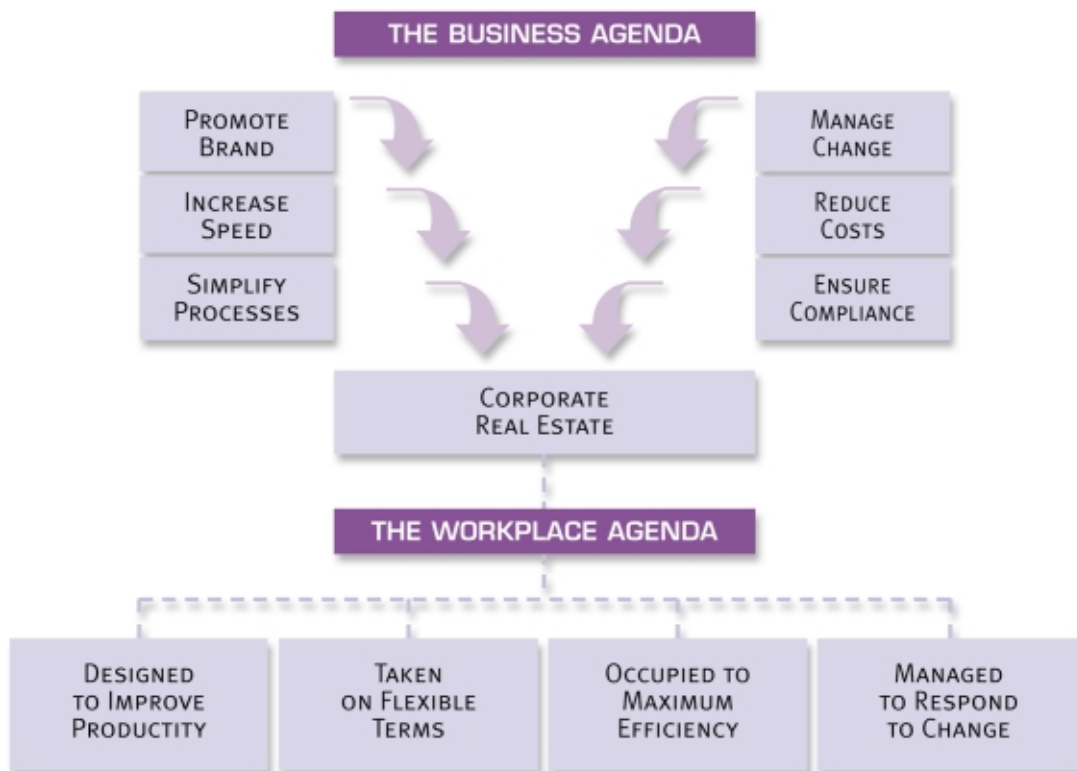 THE BUSINESS AGENDA
PROMOTE
BRAND
INCREASE
SPEED
SIMPLIFY
PROCESSES
MANAGE
CHANGE
REDUCE
COSTS
ENSURE
COMPLIANCE
CORPORATE
REAL ESTATE
THE WORKPLACE AGENDA
DESIGNED
TO IMPROVE
PRODUCTITY
TAKEN
ON FLEXIBLE
TERMS
OCCUPIED TO
MAXIMUM
EFFICIENCY
MANAGED
TO RESPOND
TO CHANGE